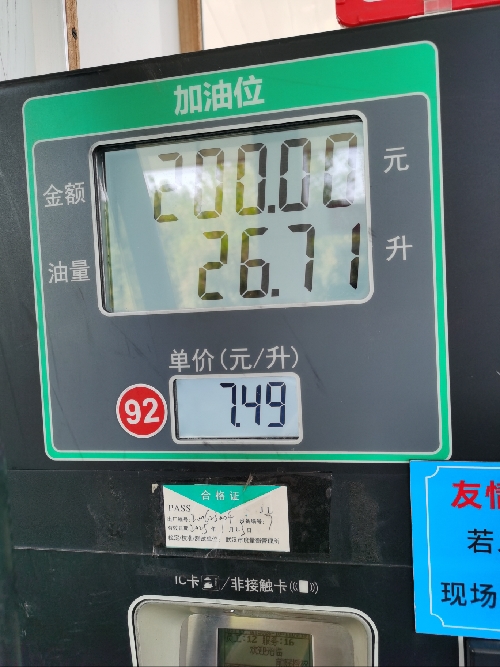 加油位
金额 200.00 元
油量 26.71 升
单价(元/升)
92 7.49
合格证
PASS
IC卡/非接触卡
友情
若
现场